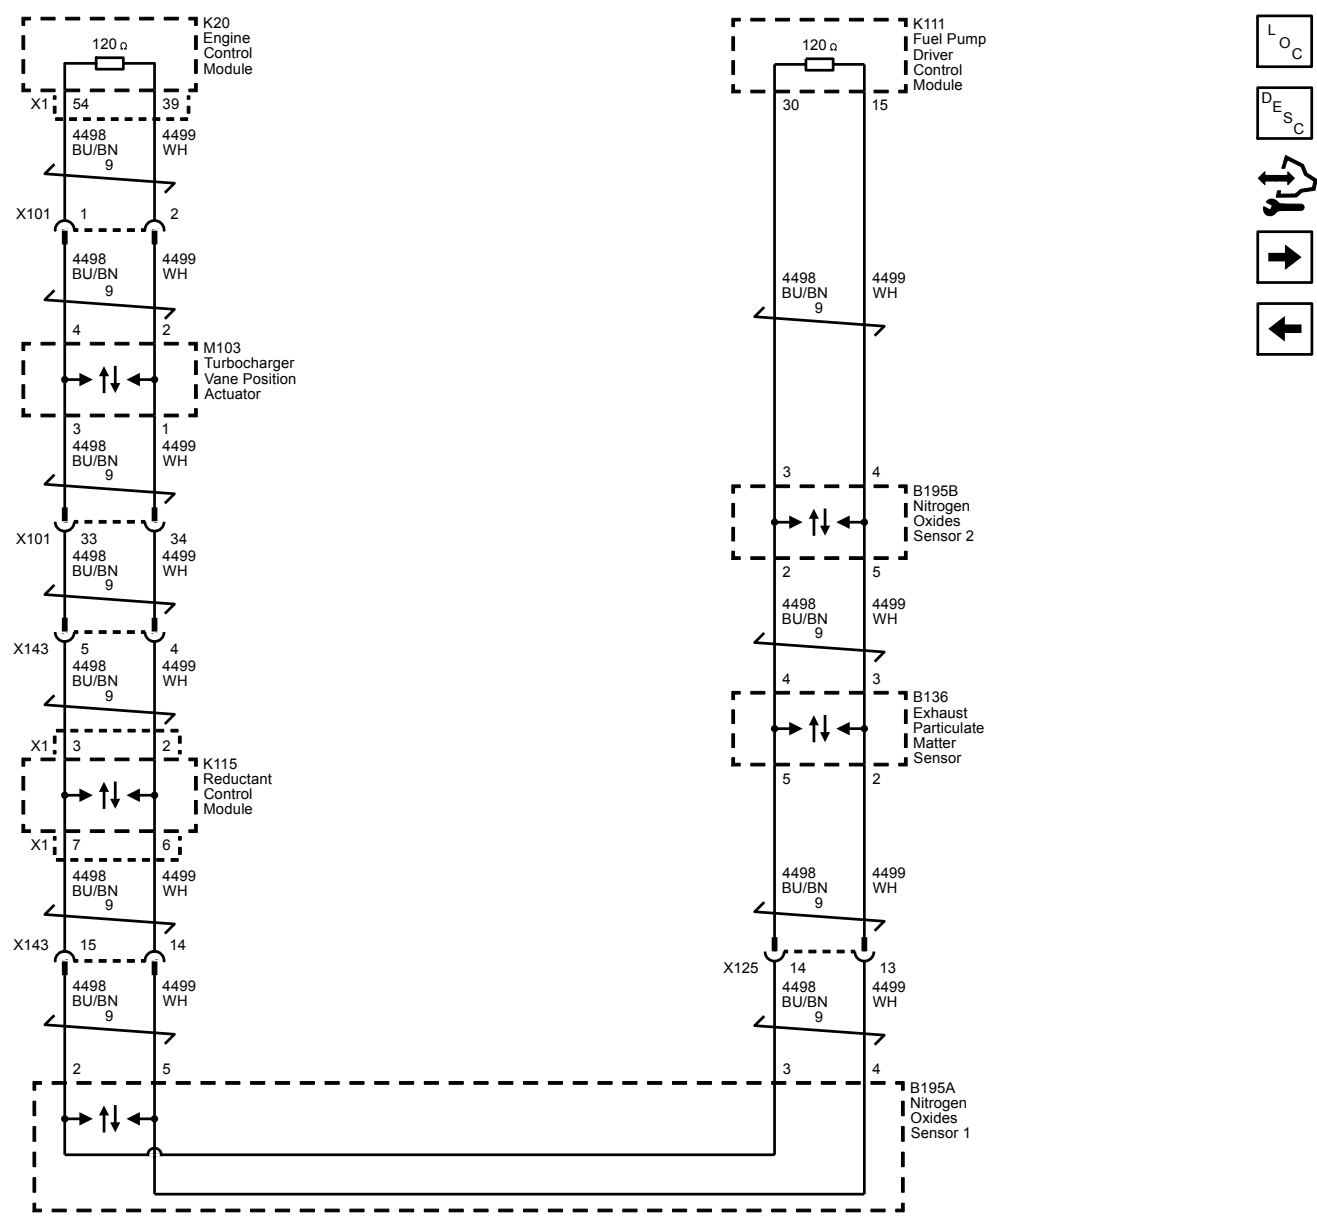 K20
Engine
Control
Module
120 Ω
X1 54 39
4498 4499
BU/BN WH
9
X101 1 2
4498 4499
BU/BN WH
9
4 2
M103
Turbocharger
Vane Position
Actuator
3 1
4498 4499
BU/BN WH
9
X101 33 34
4498 4499
BU/BN WH
9
X143 5 4
4498 4499
BU/BN WH
9
X1 3 2
K115
Reductant
Control
Module
X1 7 6
4498 4499
BU/BN WH
9
X143 15 14
4498 4499
BU/BN WH
9
2 5
K111
Fuel Pump
Driver
Control
Module
120 Ω
30 15
4498 4499
BU/BN WH
9
3 4
B195B
Nitrogen
Oxides
Sensor 2
2 5
4498 4499
BU/BN WH
9
4 3
B136
Exhaust
Particulate
Matter
Sensor
5 2
4498 4499
BU/BN WH
9
X125 14 13
4498 4499
BU/BN WH
9
3 4
B195A
Nitrogen
Oxides
Sensor 1
LOC
DESC